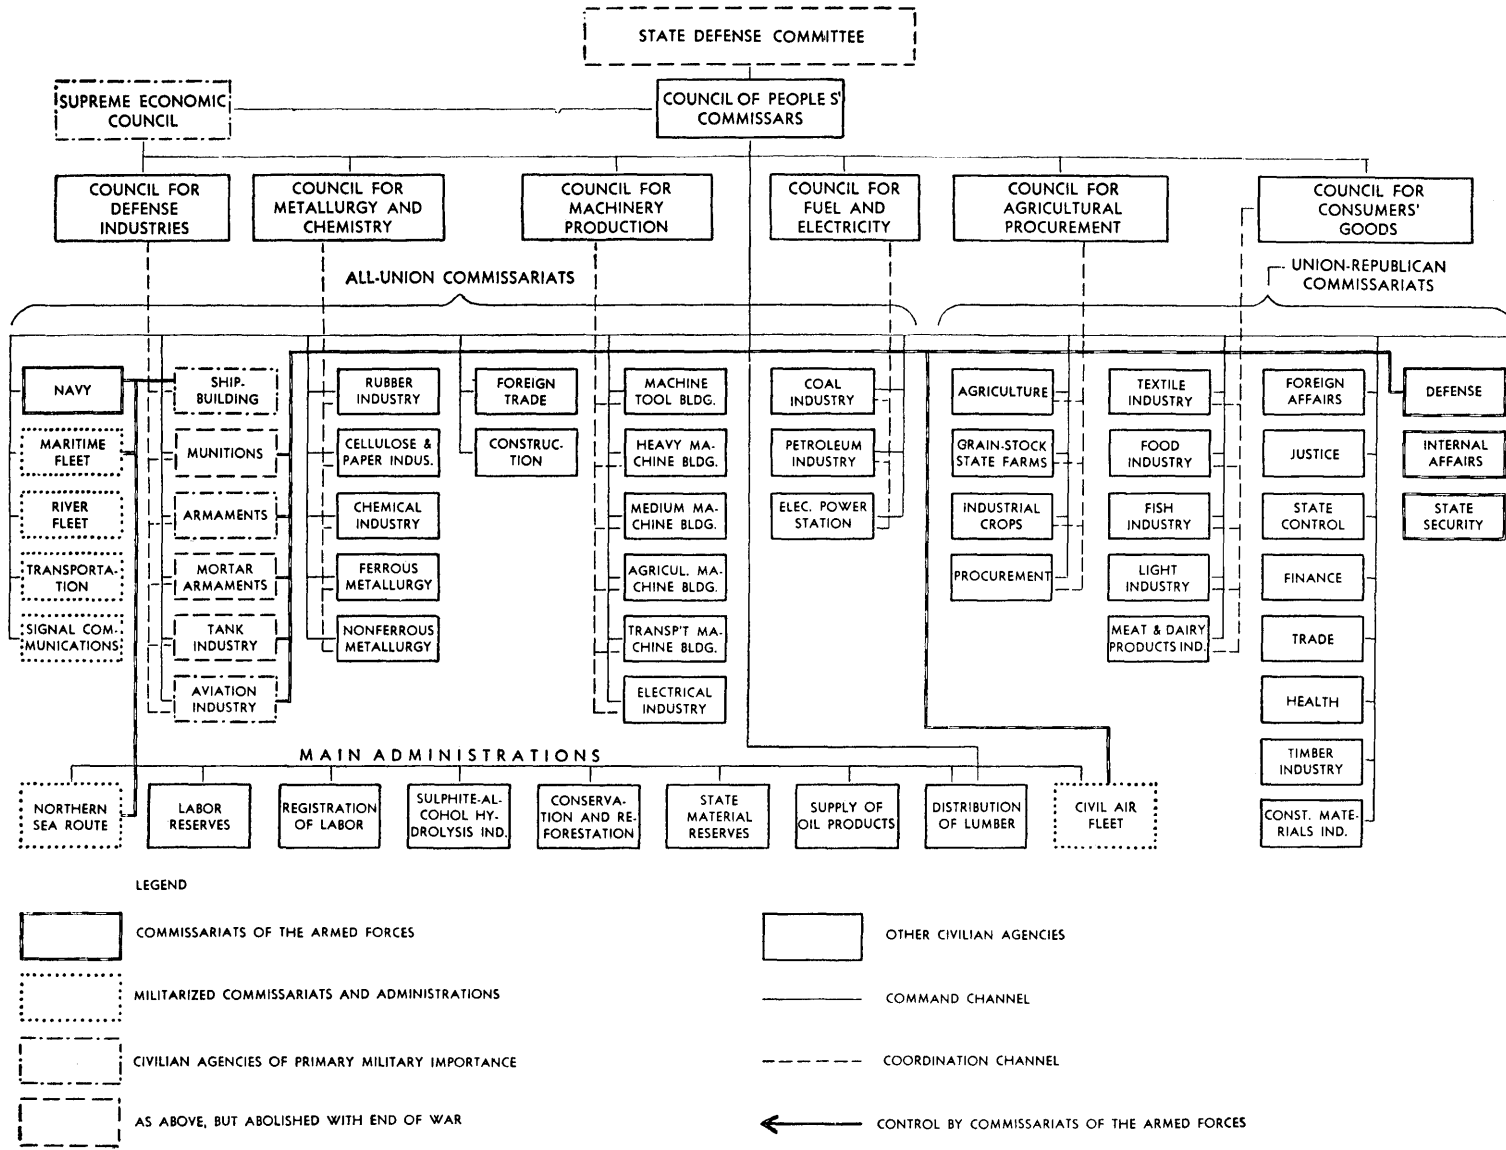 STATE DEFENSE COMMITTEE
SUPREME ECONOMIC
COUNCIL
COUNCIL OF PEOPLES'
COMMISSARS
COUNCIL FOR
DEFENSE
INDUSTRIES
COUNCIL FOR
METALLURGY AND
CHEMISTRY
COUNCIL FOR
MACHINERY
PRODUCTION
COUNCIL FOR
FUEL AND
ELECTRICITY
COUNCIL FOR
AGRICULTURAL
PROCUREMENT
COUNCIL FOR
CONSUMERS'
GOODS
ALL-UNION COMMISSARIATS
UNION-REPUBLICAN
COMMISSARIATS
NAVY
MARITIME
FLEET
RIVER
FLEET
TRANSPORTA-
TION
SIGNAL COM-
MUNICATIONS
SHIP-
BUILDING
MUNITIONS
ARMAMENTS
MORTAR
ARMAMENTS
TANK
INDUSTRY
AVIATION
INDUSTRY
RUBBER
INDUSTRY
CELLULOSE &
PAPER INDUS.
CHEMICAL
INDUSTRY
FERROUS
METALLURGY
NONFERROUS
METALLURGY
FOREIGN
TRADE
CONSTRUC-
TION
MACHINE
TOOL BLDG.
HEAVY MA-
CHINE BLDG.
MEDIUM MA-
CHINE BLDG.
AGRICUL. MA-
CHINE BLDG.
TRANSP'T MA-
CHINE BLDG.
ELECTRICAL
INDUSTRY
COAL
INDUSTRY
PETROLEUM
INDUSTRY
ELEC. POWER
STATION
AGRICULTURE
GRAIN-STOCK
STATE FARMS
INDUSTRIAL
CROPS
PROCUREMENT
TEXTILE
INDUSTRY
FOOD
INDUSTRY
FISH
INDUSTRY
LIGHT
INDUSTRY
MEAT & DAIRY
PRODUCTS IND.
FOREIGN
AFFAIRS
JUSTICE
STATE
CONTROL
FINANCE
TRADE
HEALTH
TIMBER
INDUSTRY
CONST. MATE-
RIALS IND.
DEFENSE
INTERNAL
AFFAIRS
STATE
SECURITY
MAIN ADMINISTRATIONS
NORTHERN
SEA ROUTE
LABOR
RESERVES
REGISTRATION
OF LABOR
SULPHITE-AL-
COHOL HY-
DROLYSIS IND.
CONSERVA-
TION AND RE-
FORESTATION
STATE
MATERIAL
RESERVES
SUPPLY OF
OIL PRODUCTS
DISTRIBUTION
OF LUMBER
CIVIL AIR
FLEET
LEGEND
COMMISSARIATS OF THE ARMED FORCES
MILITARIZED COMMISSARIATS AND ADMINISTRATIONS
CIVILIAN AGENCIES OF PRIMARY MILITARY IMPORTANCE
AS ABOVE, BUT ABOLISHED WITH END OF WAR
OTHER CIVILIAN AGENCIES
COMMAND CHANNEL
COORDINATION CHANNEL
CONTROL BY COMMISSARIATS OF THE ARMED FORCES